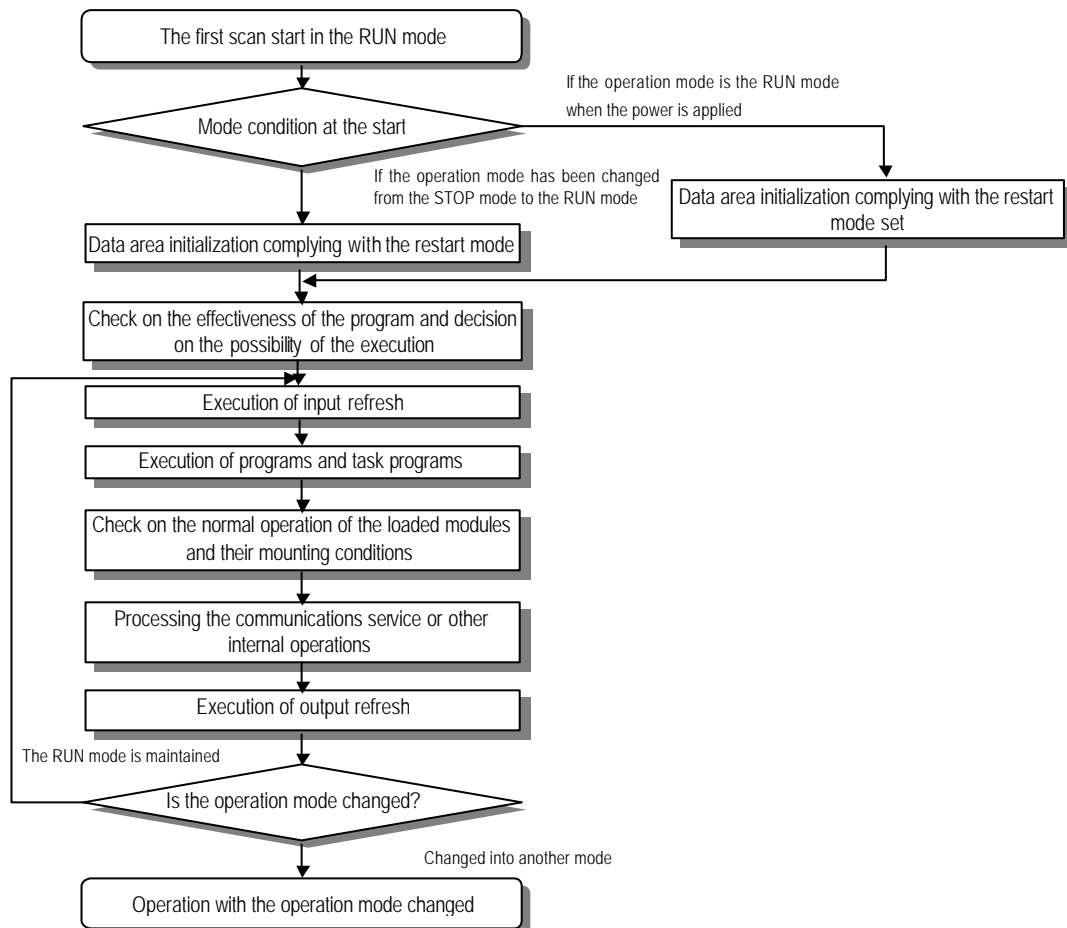 The first scan start in the RUN mode
If the operation mode is the RUN mode
when the power is applied
Mode condition at the start
If the operation mode has been changed
from the STOP mode to the RUN mode
Data area initialization complying with the restart
mode set
Data area initialization complying with the restart mode
Check on the effectiveness of the program and decision
on the possibility of the execution
Execution of input refresh
Execution of programs and task programs
Check on the normal operation of the loaded modules
and their mounting conditions
Processing the communications service or other
internal operations
Execution of output refresh
The RUN mode is maintained
Is the operation mode changed?
Changed into another mode
Operation with the operation mode changed